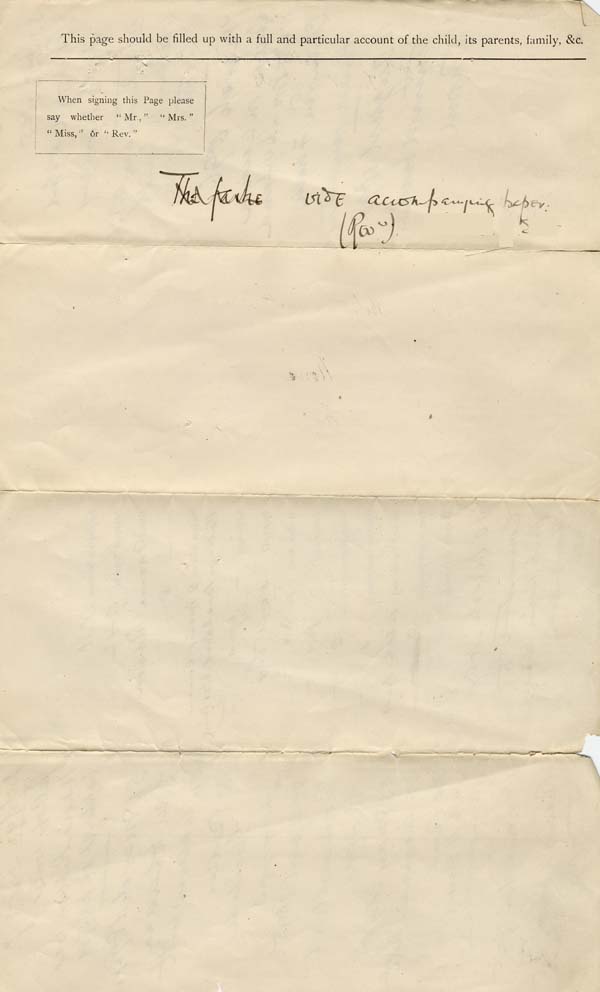 This page should be filled up with a full and particular account of the child, its parents, family, &c.
When signing this Page please
say whether "Mr.," "Mrs."
"Miss," or "Rev."
vide accompanying paper.